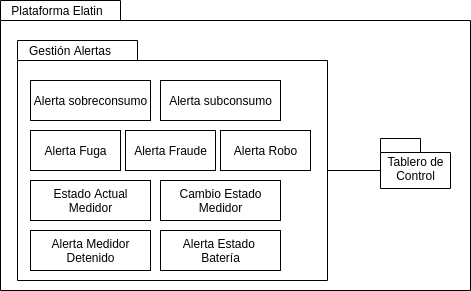 Plataforma Elatin
Gestión Alertas
Alerta sobreconsumo
Alerta subconsumo
Alerta Fuga
Alerta Fraude
Alerta Robo
Estado Actual
Medidor
Cambio Estado
Medidor
Alerta Medidor
Detenido
Alerta Estado
Batería
Tablero de
Control